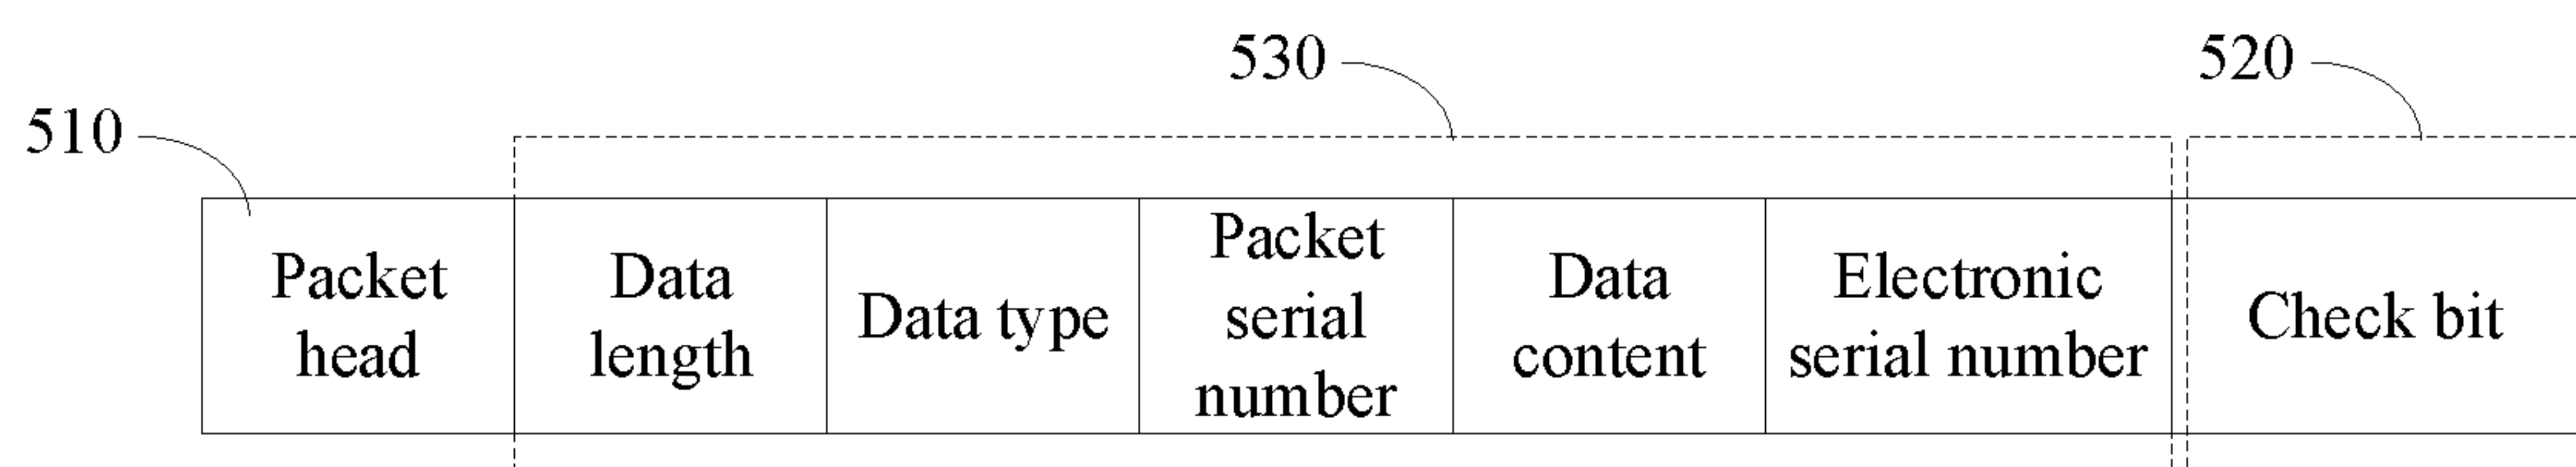 530
520
510
Packet
head
Data
length
Data type
Packet
serial
number
Data
content
Electronic
serial number
Check bit